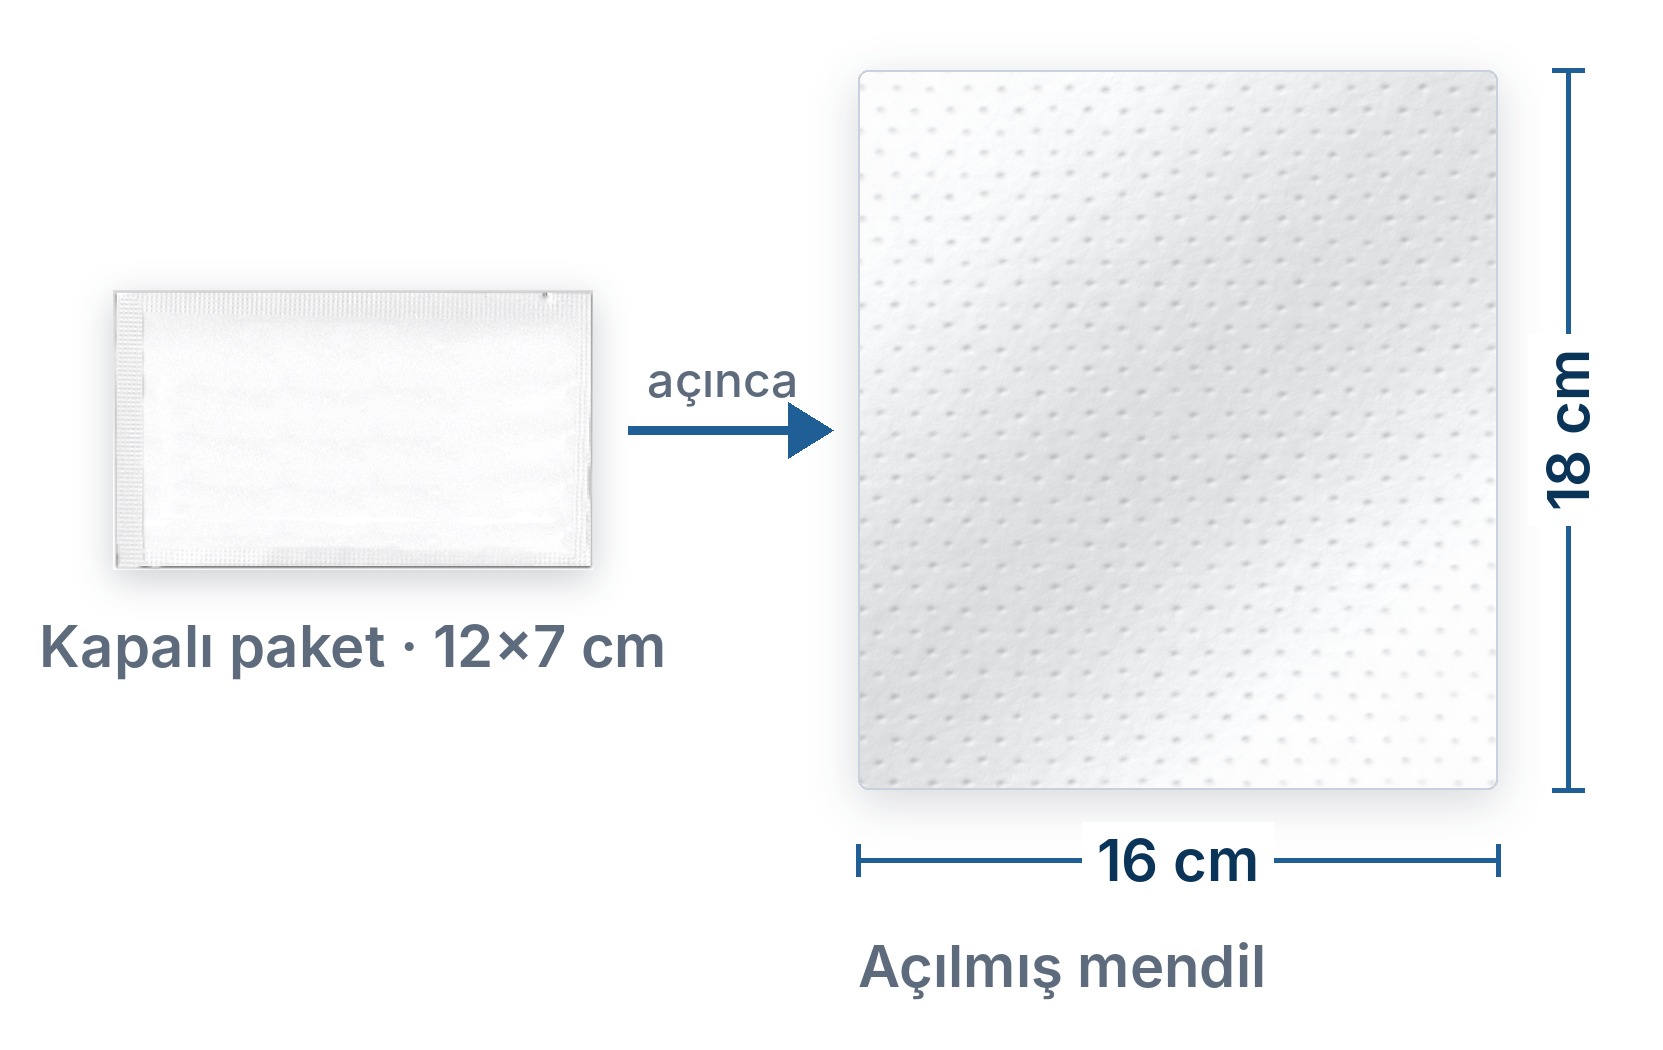 açınca
Kapalı paket · 12×7 cm
18 cm
16 cm
Açılmış mendil